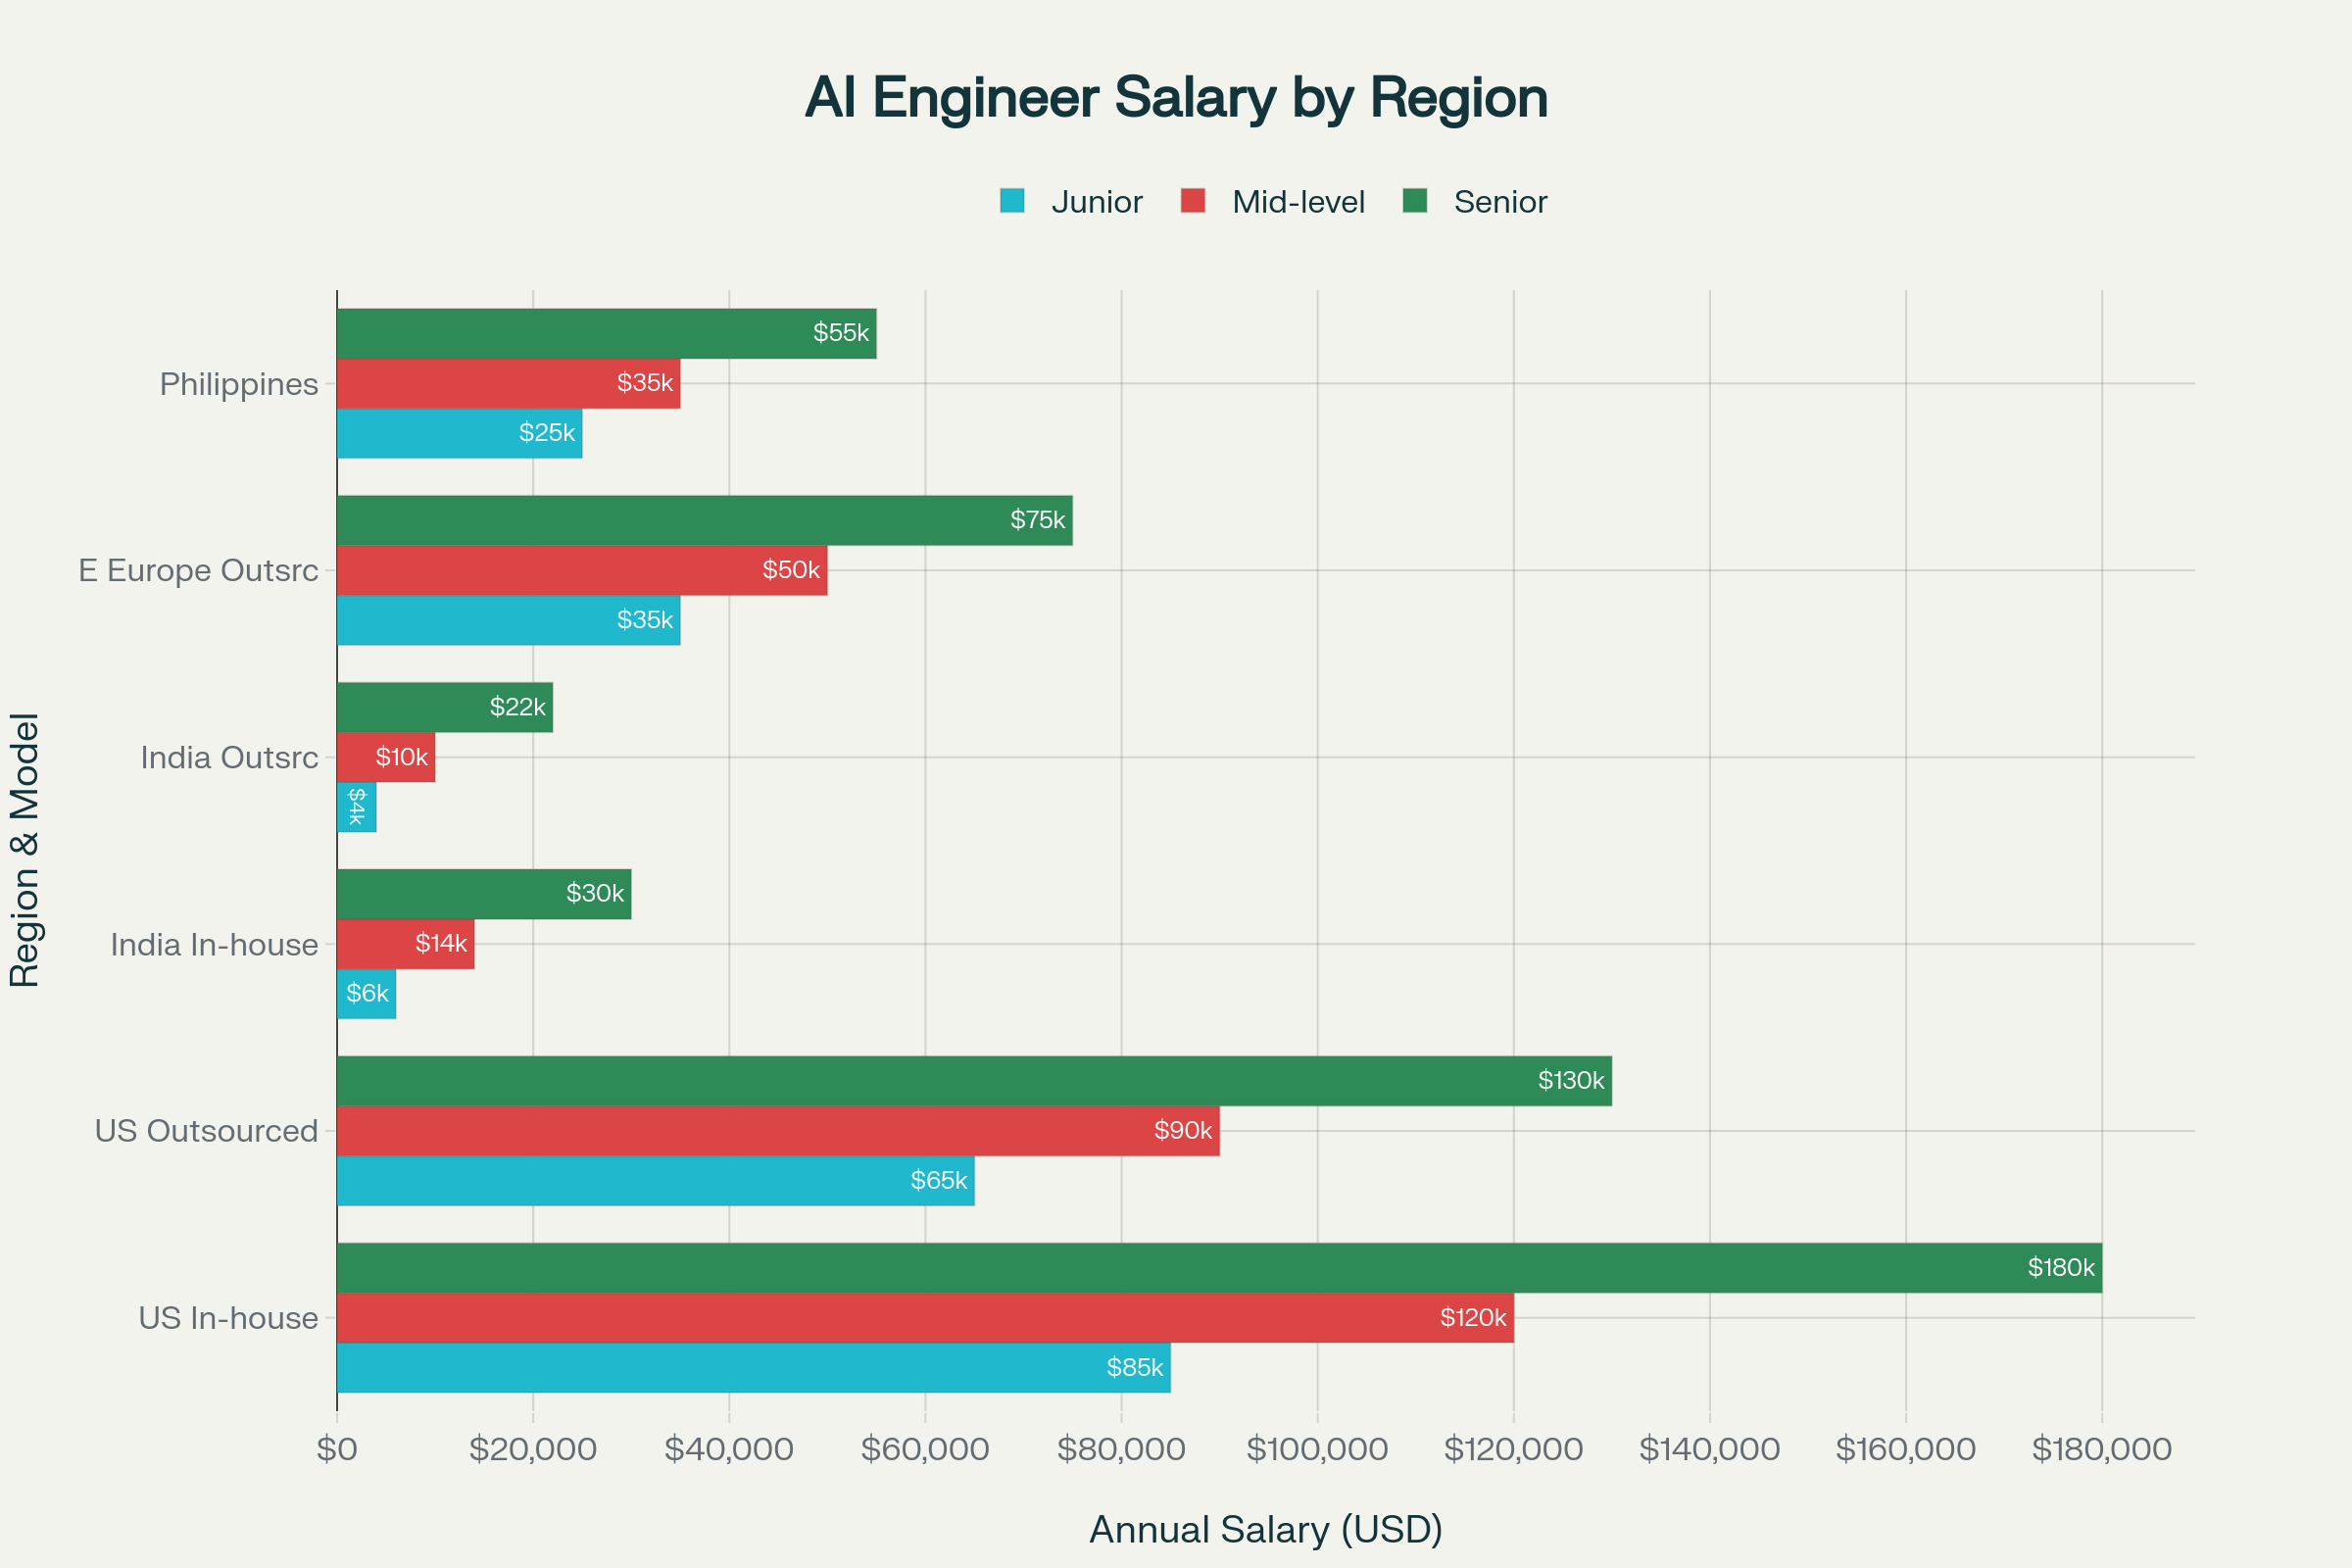 AI Engineer Salary by Region
Junior
Mid-level
Senior
Region & Model
Philippines
$55k
$35k
$25k
E Europe Outsrc
$75k
$50k
$35k
India Outsrc
$22k
$10k
$4k
India In-house
$30k
$14k
$6k
US Outsourced
$130k
$90k
$65k
US In-house
$180k
$120k
$85k
$0 $20,000 $40,000 $60,000 $80,000 $100,000 $120,000 $140,000 $160,000 $180,000
Annual Salary (USD)